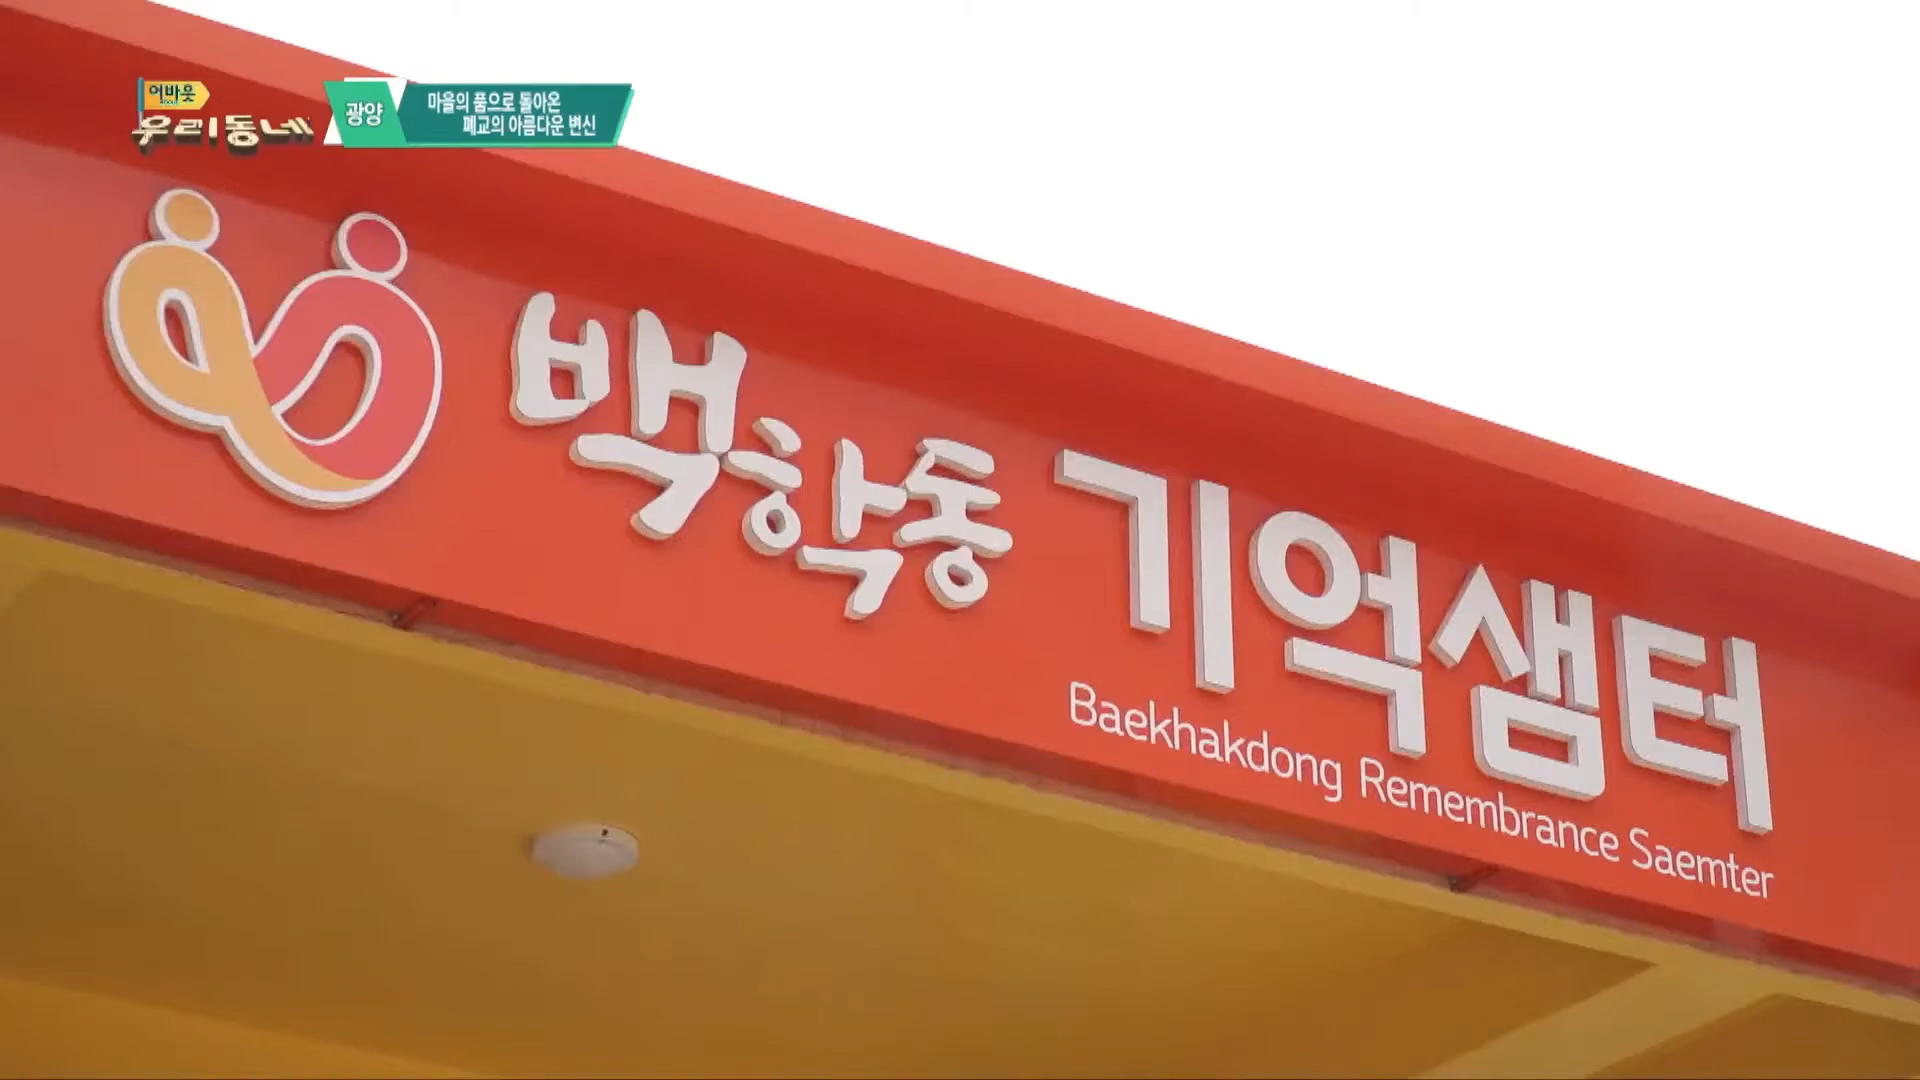 어바웃
우리동네
광양
마을의 품으로 돌아온
폐교의 아름다운 변신
백학동 기억샘터
Baekhakdong Remembrance Saemter